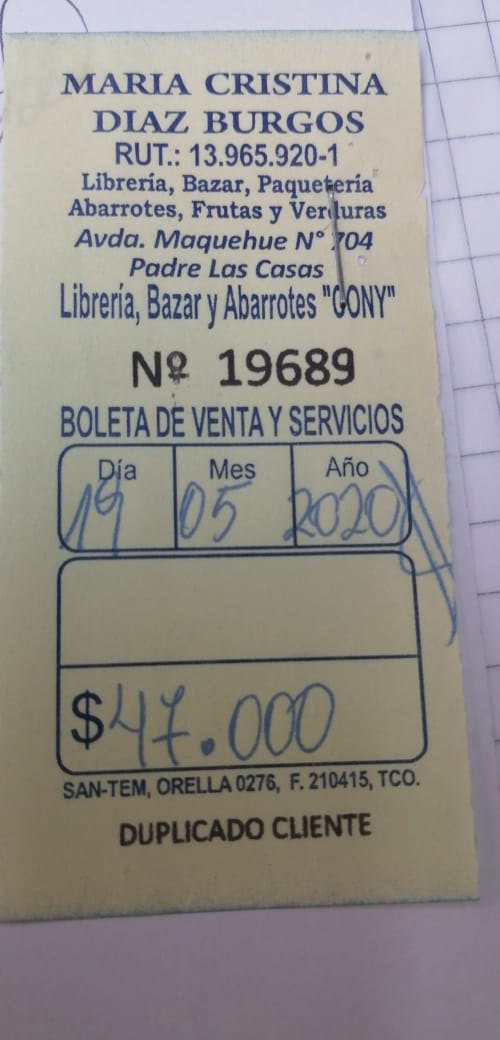 MARIA CRISTINA
DIAZ BURGOS
RUT.: 13.965.920-1
Librería, Bazar, Paquetería
Abarrotes, Frutas y Verduras
Avda. Maquehue N° 704
Padre Las Casas
Librería, Bazar y Abarrotes "CONY"
Nº 19689
BOLETA DE VENTA Y SERVICIOS
Día Mes Año
19 05 2020
$47.000
SAN-TEM, ORELLA 0276, F. 210415, TCO.
DUPLICADO CLIENTE